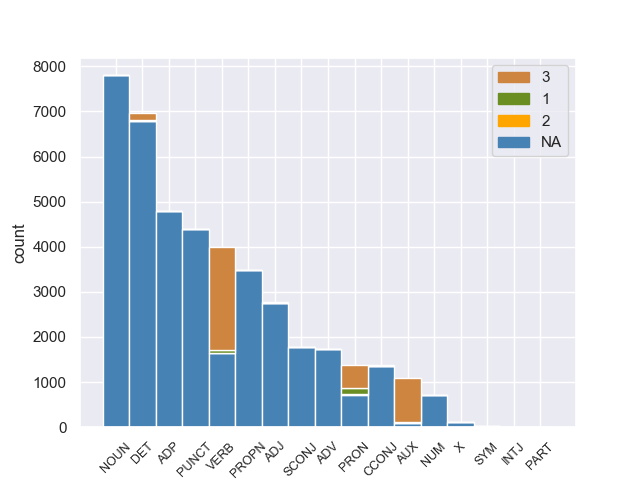 8000
7000
6000
5000
4000
3000
2000
1000
0
count
3
1
2
NA
NOUN
DET
ADP
PUNCT
VERB
PROPN
ADJ
SCONJ
ADV
PRON
CCONJ
AUX
NUM
X
SYM
INTJ
PART